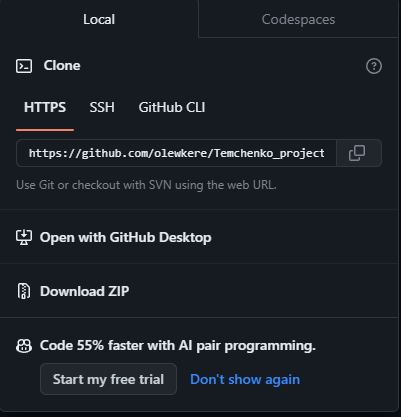 Local Codespaces
Clone
HTTPS SSH GitHub CLI
https://github.com/olewkere/Temchenko_project
Use Git or checkout with SVN using the web URL.
Open with GitHub Desktop
Download ZIP
Code 55% faster with AI pair programming.
Start my free trial Don't show again